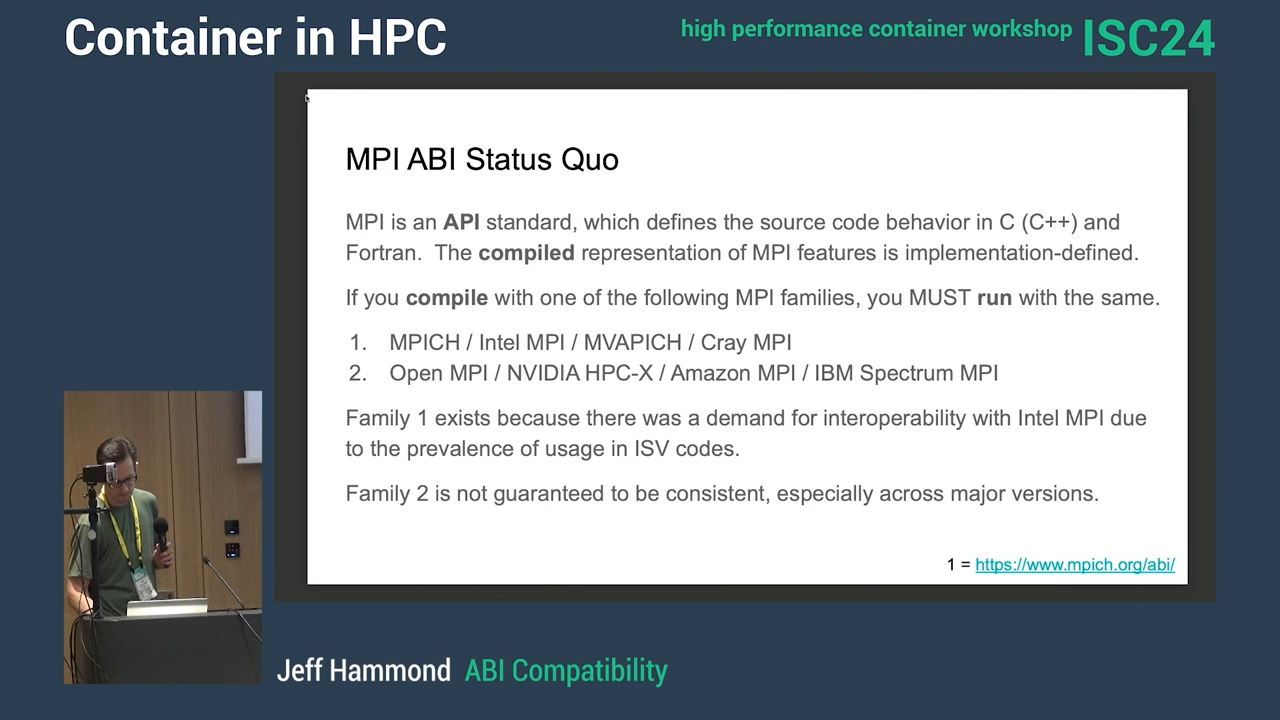 Container in HPC
high performance container workshop ISC24
MPI ABI Status Quo
MPI is an API standard, which defines the source code behavior in C (C++) and
Fortran. The compiled representation of MPI features is implementation-defined.
If you compile with one of the following MPI families, you MUST run with the same.
1. MPICH / Intel MPI / MVAPICH / Cray MPI
2. Open MPI / NVIDIA HPC-X / Amazon MPI / IBM Spectrum MPI
Family 1 exists because there was a demand for interoperability with Intel MPI due
to the prevalence of usage in ISV codes.
Family 2 is not guaranteed to be consistent, especially across major versions.
1 = https://www.mpich.org/abi/
Jeff Hammond ABI Compatibility